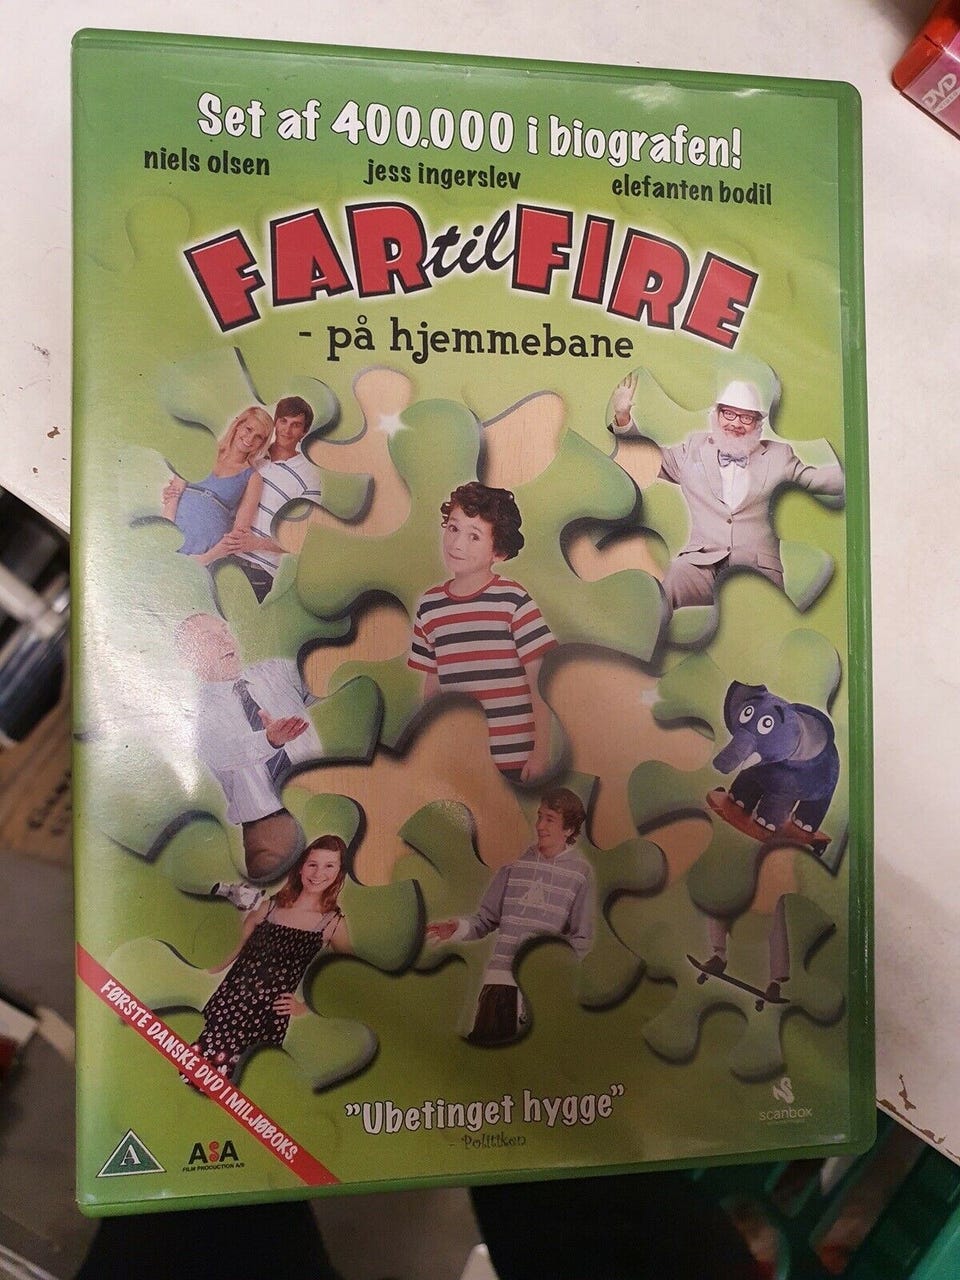 Set af 400.000 i biografen!
niels olsen jess ingerslev elefanten bodil
FAR til FIRE
- på hjemmebane
FØRSTE DANSKE DVD I MILJØBOKS.
"Ubetinget hygge"
- Politiken
A
ASA
FILM PRODUCTION A/S
scanbox
DVD